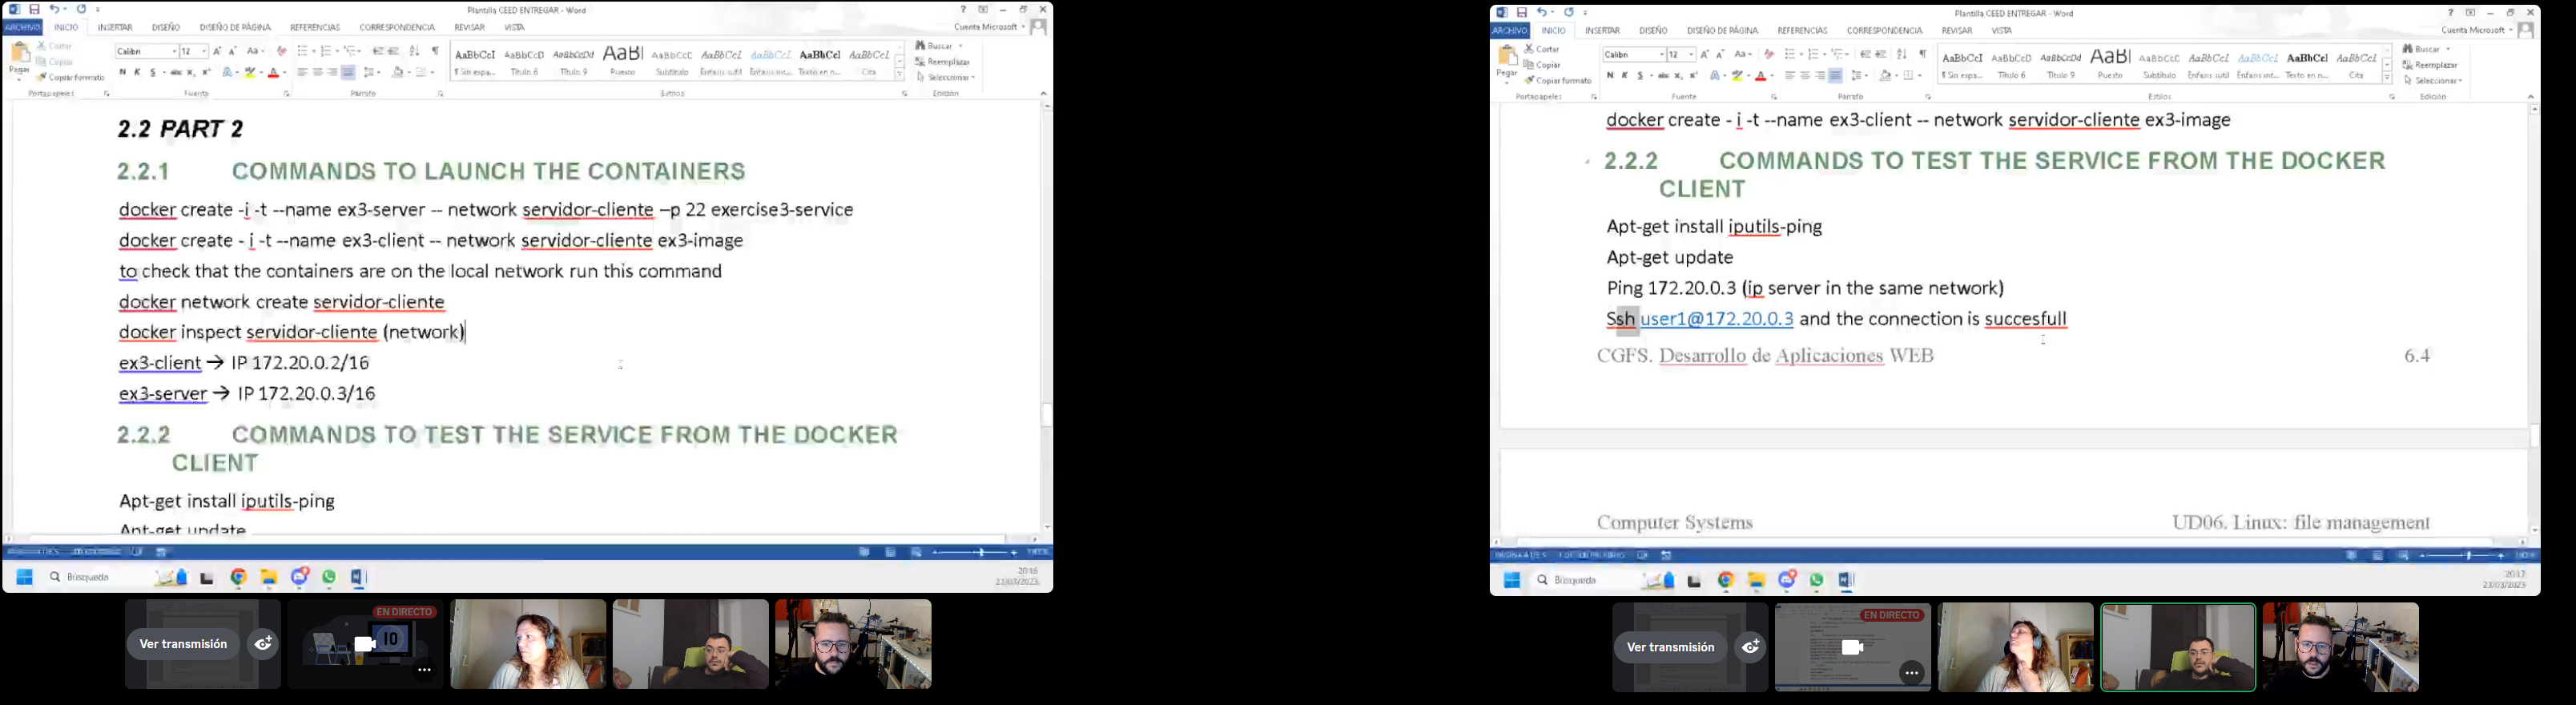 Plantilla CEED ENTREGAR - Word
ARCHIVO INICIO INSERTAR DISEÑO DISEÑO DE PÁGINA REFERENCIAS CORRESPONDENCIA REVISAR VISTA
Cuenta Microsoft
Cortar
Copiar
Copiar formato
Pegar
Calibri 12
Buscar
Reemplazar
Seleccionar
AaBbCcI AaBbCcD AaBbCcDd AaBl AaBbCcC AaBbCcI AaBbCcI AaBbCcI AaBbCcI
¶ Sin espa... Título 6 Título 9 Puesto Subtítulo Énfasis sutil Énfasis int... Texto en n... Cita
Portapapeles Fuente Párrafo Estilos Edición
2.2 PART 2
2.2.1 COMMANDS TO LAUNCH THE CONTAINERS
docker create -i -t --name ex3-server -- network servidor-cliente –p 22 exercise3-service
docker create - i -t --name ex3-client -- network servidor-cliente ex3-image
to check that the containers are on the local network run this command
docker network create servidor-cliente
docker inspect servidor-cliente (network)
ex3-client → IP 172.20.0.2/16
ex3-server → IP 172.20.0.3/16
2.2.2 COMMANDS TO TEST THE SERVICE FROM THE DOCKER
CLIENT
Apt-get install iputils-ping
Apt-get update
Búsqueda
20:16
Ver transmisión
EN DIRECTO
10
Plantilla CEED ENTREGAR - Word
ARCHIVO INICIO INSERTAR DISEÑO DISEÑO DE PÁGINA REFERENCIAS CORRESPONDENCIA REVISAR VISTA
Cuenta Microsoft
Cortar
Copiar
Copiar formato
Pegar
Calibri 12
Buscar
Reemplazar
Seleccionar
AaBbCcI AaBbCcD AaBbCcDd AaBl AaBbCcC AaBbCcI AaBbCcI AaBbCcI AaBbCcI
¶ Sin espa... Título 6 Título 9 Puesto Subtítulo Énfasis sutil Énfasis int... Texto en n... Cita
Portapapeles Fuente Párrafo Estilos Edición
docker create - i -t --name ex3-client -- network servidor-cliente ex3-image
2.2.2 COMMANDS TO TEST THE SERVICE FROM THE DOCKER
CLIENT
Apt-get install iputils-ping
Apt-get update
Ping 172.20.0.3 (ip server in the same network)
Ssh user1@172.20.0.3 and the connection is succesfull
CGFS. Desarrollo de Aplicaciones WEB 6.4
Computer Systems UD06. Linux: file management
Búsqueda
20:17
Ver transmisión
EN DIRECTO